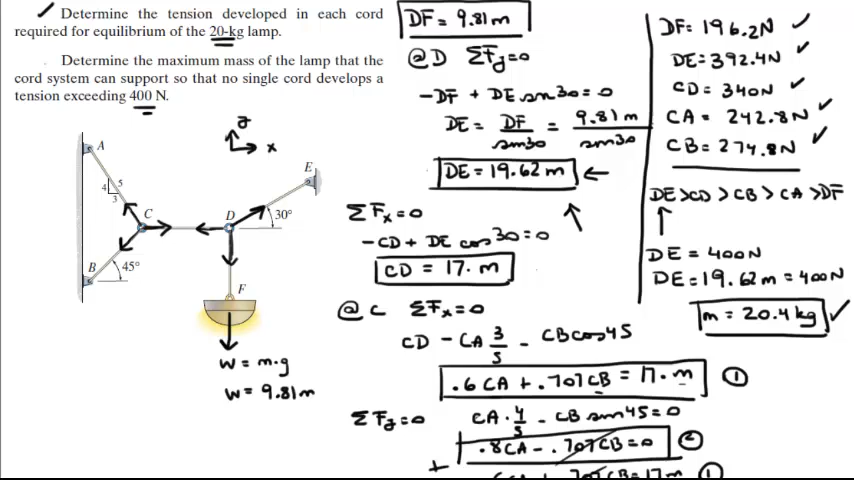 Determine the tension developed in each cord
required for equilibrium of the 20-kg lamp.
Determine the maximum mass of the lamp that the
cord system can support so that no single cord develops a
tension exceeding 400 N.
y
x
A
5
4
3
C
B
45°
D
E
30°
F
W = m.g
W = 9.81m
DF = 9.81m
@D ΣFy=0
-DF + DE sin30=0
DE = DF/sin30 = 9.81m/sin30
DE = 19.62m ←
ΣFx=0
-CD + DE cos30=0
CD = 17.m
@C ΣFx=0
CD - CA 3/5 - CBcos45
.6CA + .707CB = 17.m ①
ΣFy=0 CA.4/5 - CB sin45=0
.8CA - .707CB=0 ②
+ .707CB=17m ①
DF=196.2N ✓
DE=392.4N ✓
CD=340N ✓
CA=242.8N ✓
CB=274.8N ✓
DE>CD>CB>CA>DF
DE=400N
DE=19.62m=400N
m=20.4kg ✓